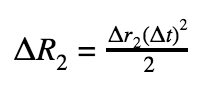 ΔR₂ = Δr₂(Δt)²/2